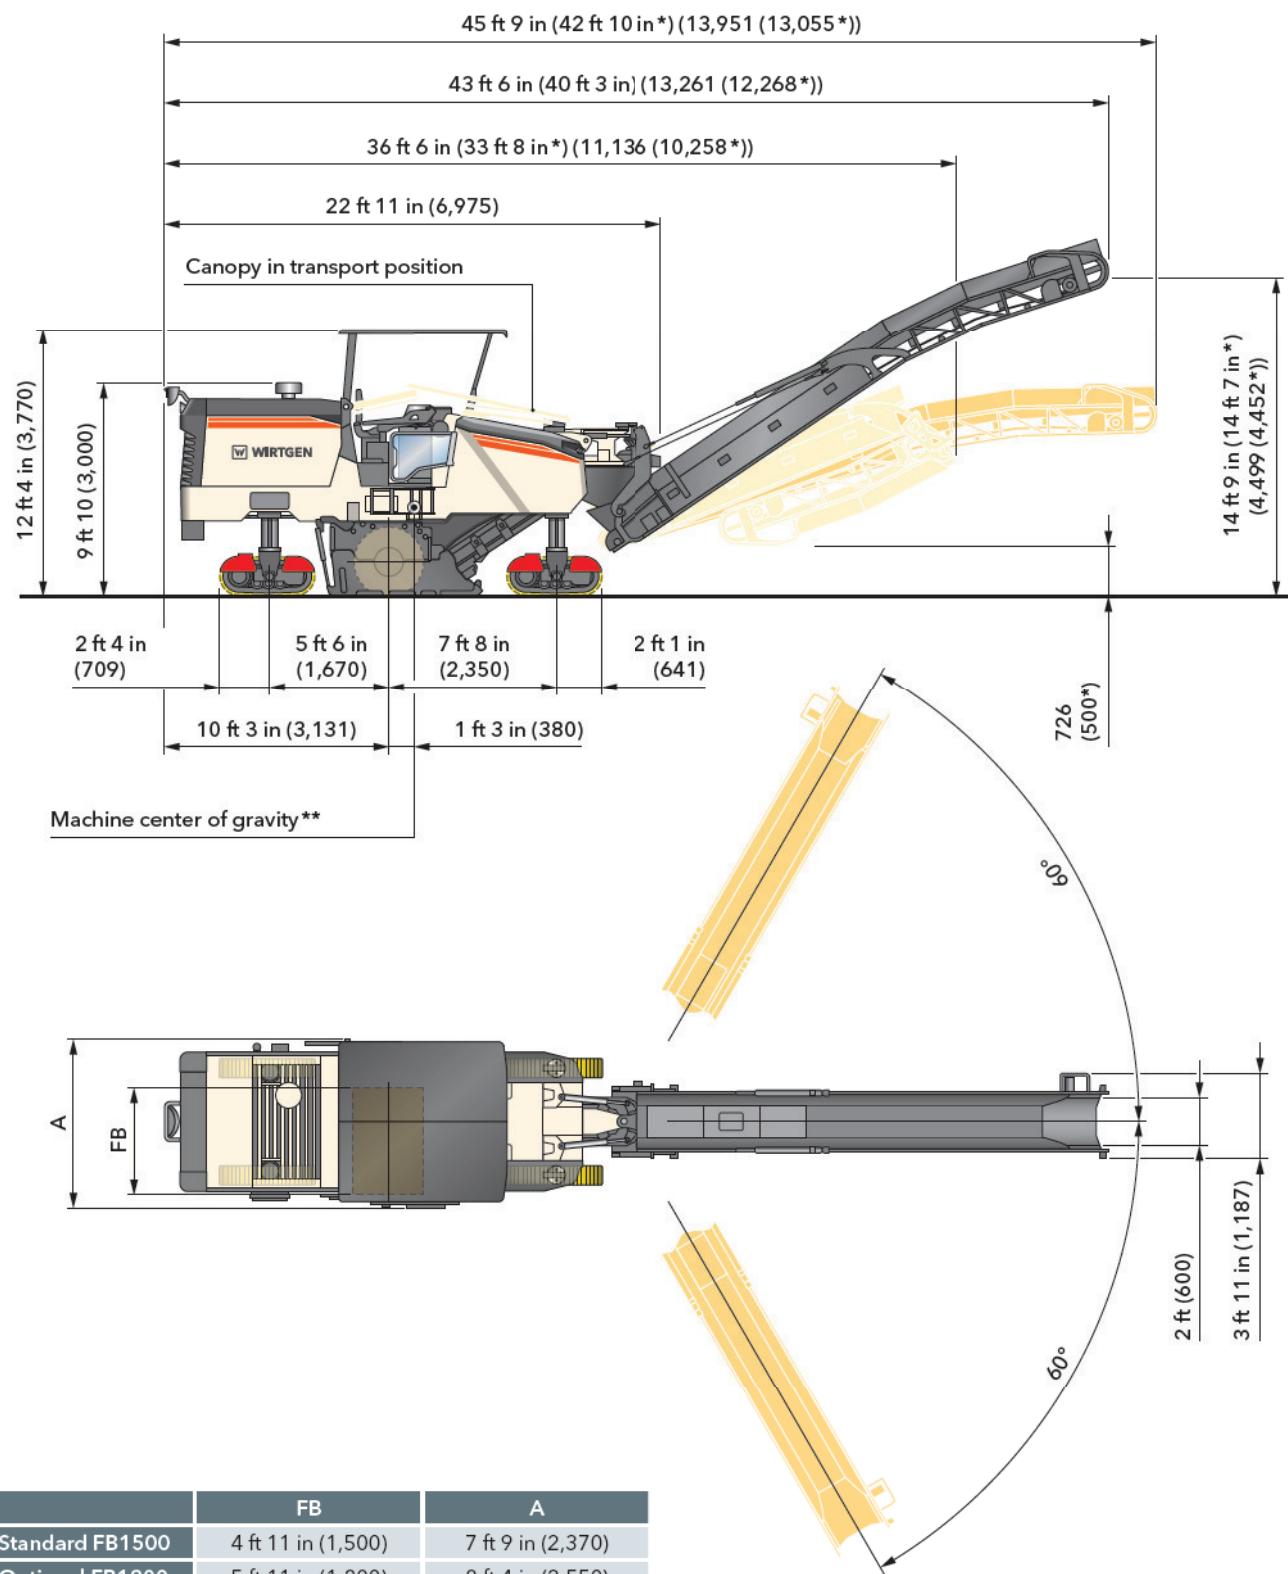 45 ft 9 in (42 ft 10 in*) (13,951 (13,055*))
43 ft 6 in (40 ft 3 in) (13,261 (12,268*))
36 ft 6 in (33 ft 8 in*) (11,136 (10,258*))
22 ft 11 in (6,975)
Canopy in transport position
12 ft 4 in (3,770)
9 ft 10 (3,000)
W WIRTGEN
14 ft 9 in (14 ft 7 in*)
(4,499 (4,452*))
2 ft 4 in
(709)
5 ft 6 in
(1,670)
7 ft 8 in
(2,350)
2 ft 1 in
(641)
726
(500*)
10 ft 3 in (3,131)
1 ft 3 in (380)
Machine center of gravity**
60°
A
FB
2 ft (600)
3 ft 11 in (1,187)
60°
FB A
Standard FB1500 4 ft 11 in (1,500) 7 ft 9 in (2,370)